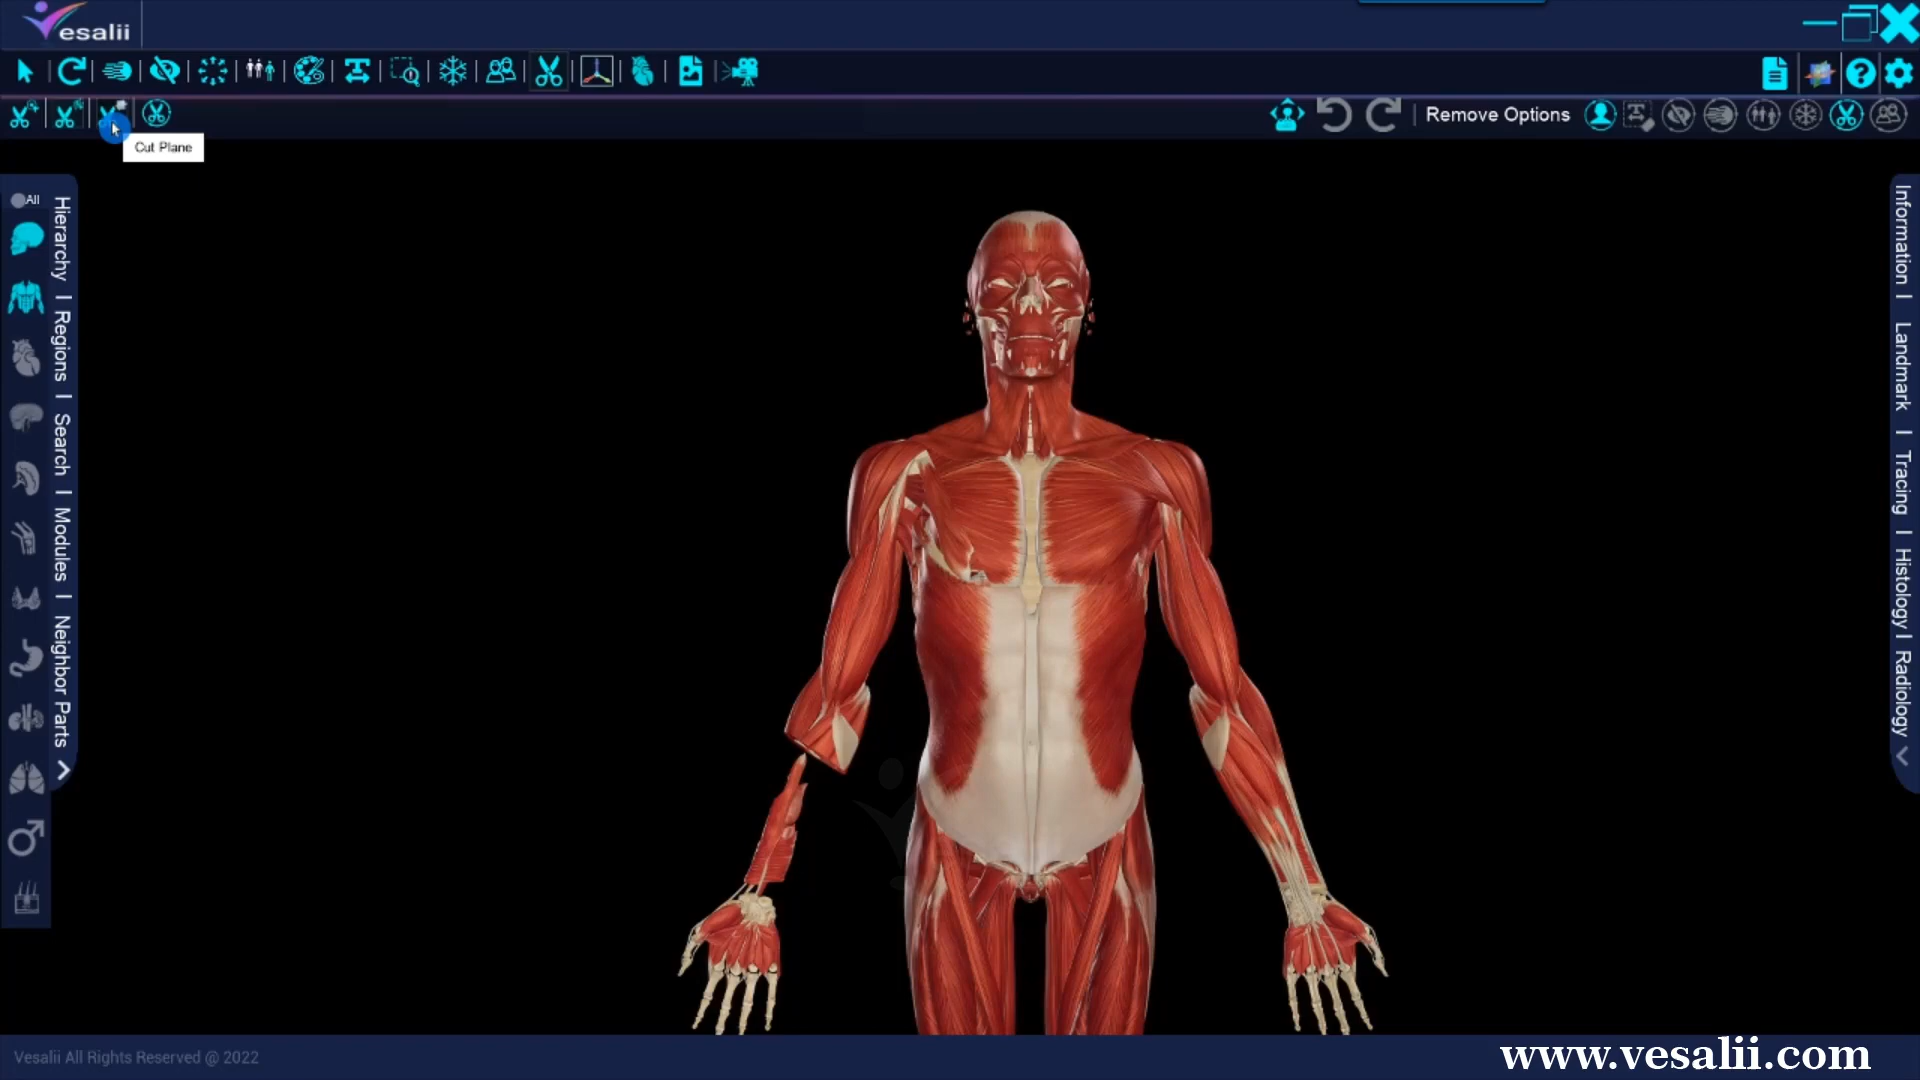 Vesalii
Remove Options
Cut Plane
All
Hierarchy | Regions | Search | Modules | Neighbor Parts
Information | Landmark | Tracing | Histology | Radiology
Vesalii All Rights Reserved @ 2022
www.vesalii.com